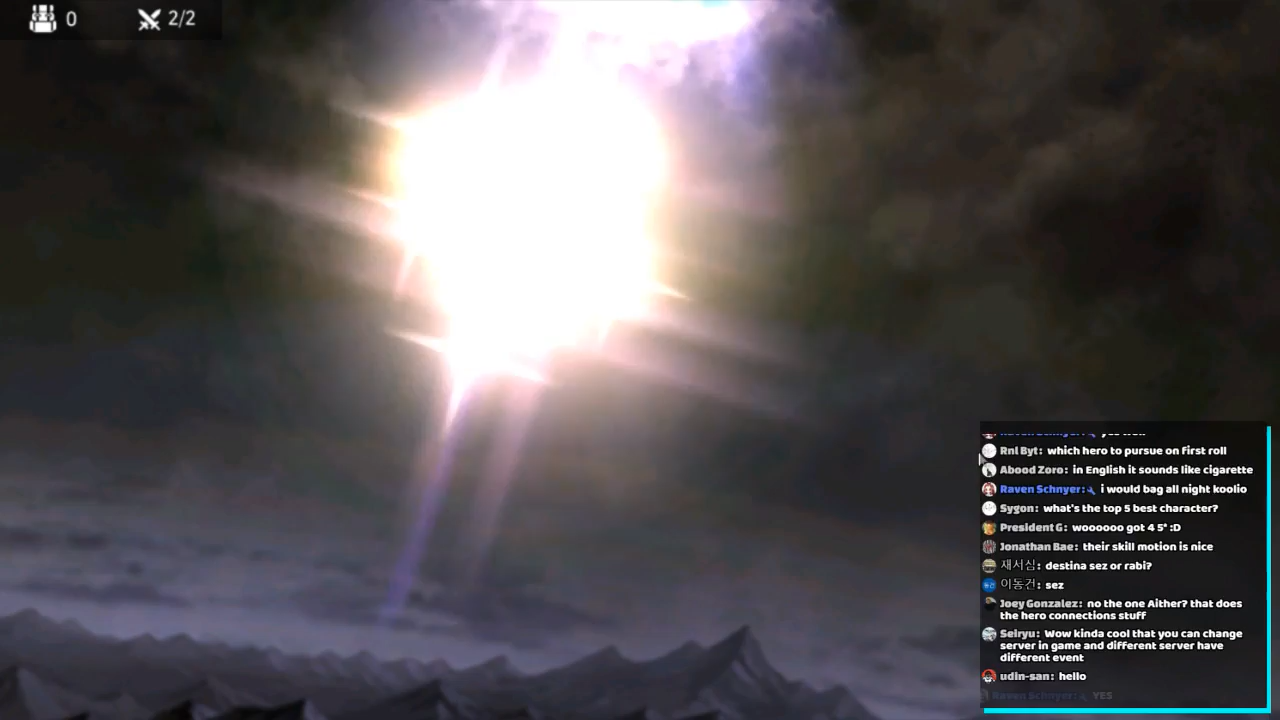 0
2/2
Rnl Byt: which hero to pursue on first roll
Abood Zoro: in English it sounds like cigarette
Raven Schnyer: i would bag all night koolio
Sygon: what's the top 5 best character?
President G: woooooo got 4 5* :D
Jonathan Bae: their skill motion is nice
재서심: destina sez or rabi?
이동건: sez
Joey Gonzalez: no the one Aither? that does
the hero connections stuff
Seiryu: Wow kinda cool that you can change
server in game and different server have
different event
udin-san: hello
Raven Schnyer: YES